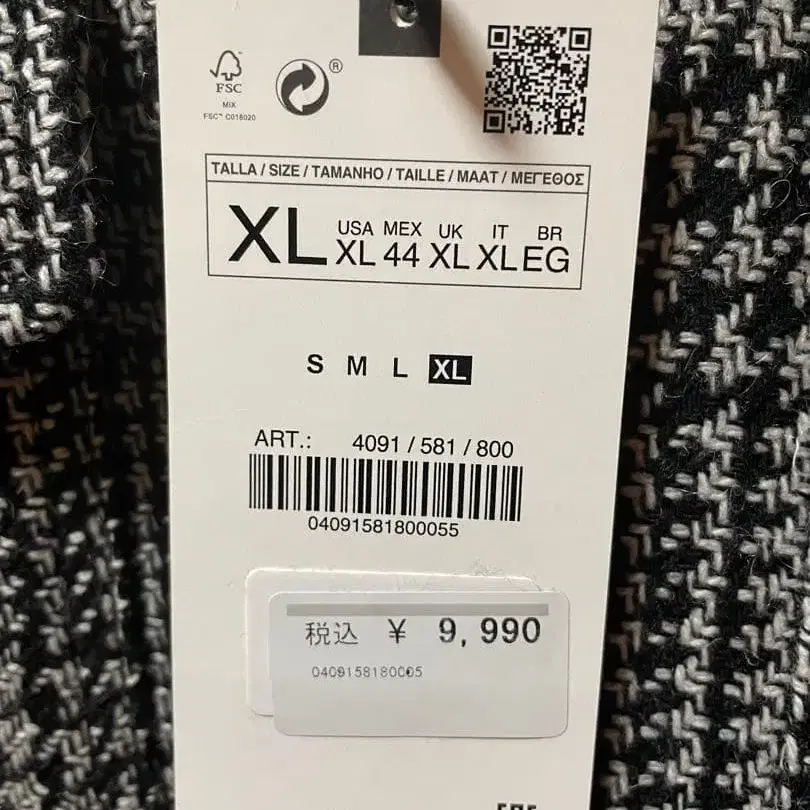 FSC
MIX
FSC™ C018020
®
TALLA / SIZE / TAMANHO / TAILLE / MAAT / ΜΕΓΕΘΟΣ
XL
USA MEX UK IT BR
XL 44 XL XL EG
S M L XL
ART.: 4091 / 581 / 800
04091581800055
税込 ¥ 9,990
0409158180005